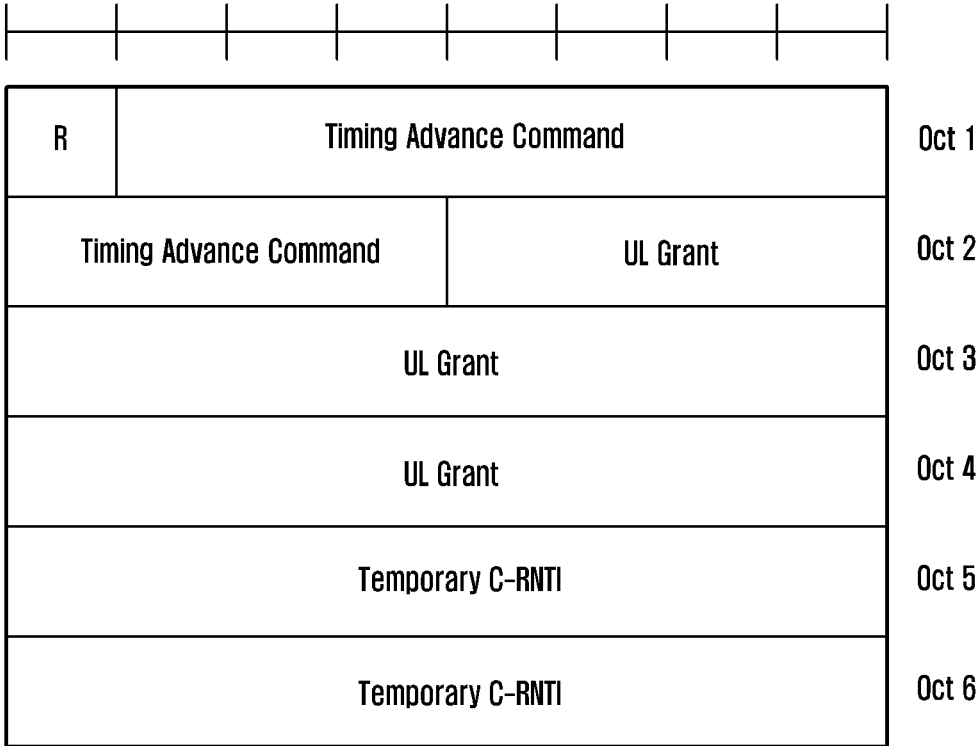 R
Timing Advance Command
Oct 1
Timing Advance Command
UL Grant
Oct 2
UL Grant
Oct 3
UL Grant
Oct 4
Temporary C-RNTI
Oct 5
Temporary C-RNTI
Oct 6